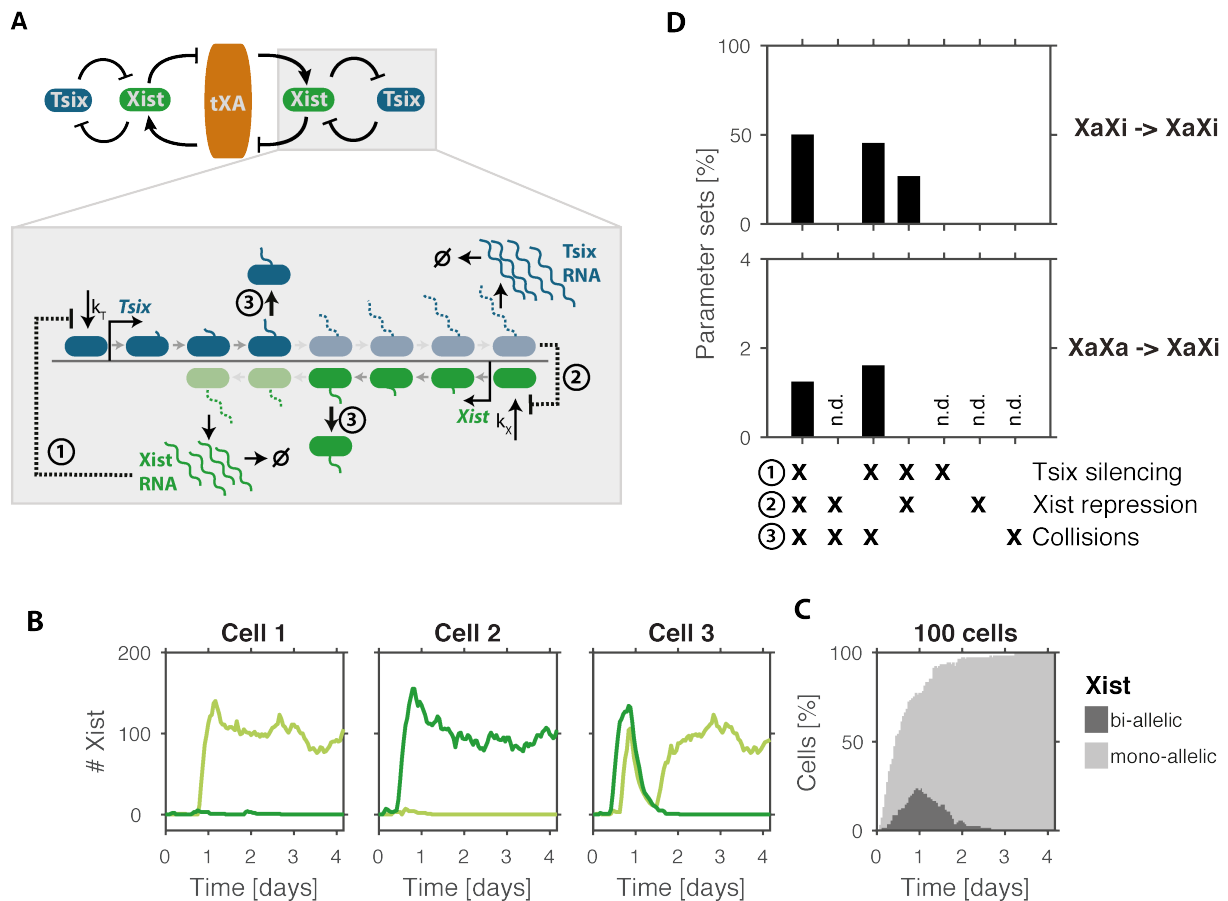 A
Tsix Xist tXA Xist Tsix
3
Tsix
RNA
ø
kT Tsix
2
Xist
kX
3
1
Xist
RNA
ø
D
100
50
0
XaXi -> XaXi
Parameter sets [%]
4
2
0
n.d. n.d. n.d. n.d.
XaXa -> XaXi
1 X X X X Tsix silencing
2 X X X X Xist repression
3 X X X X Collisions
B
Cell 1 Cell 2 Cell 3
# Xist
200
100
0
0 1 2 3 4 0 1 2 3 4 0 1 2 3 4
Time [days] Time [days] Time [days]
C
100 cells
Cells [%]
100
50
0
0 1 2 3 4
Time [days]
Xist
bi-allelic
mono-allelic